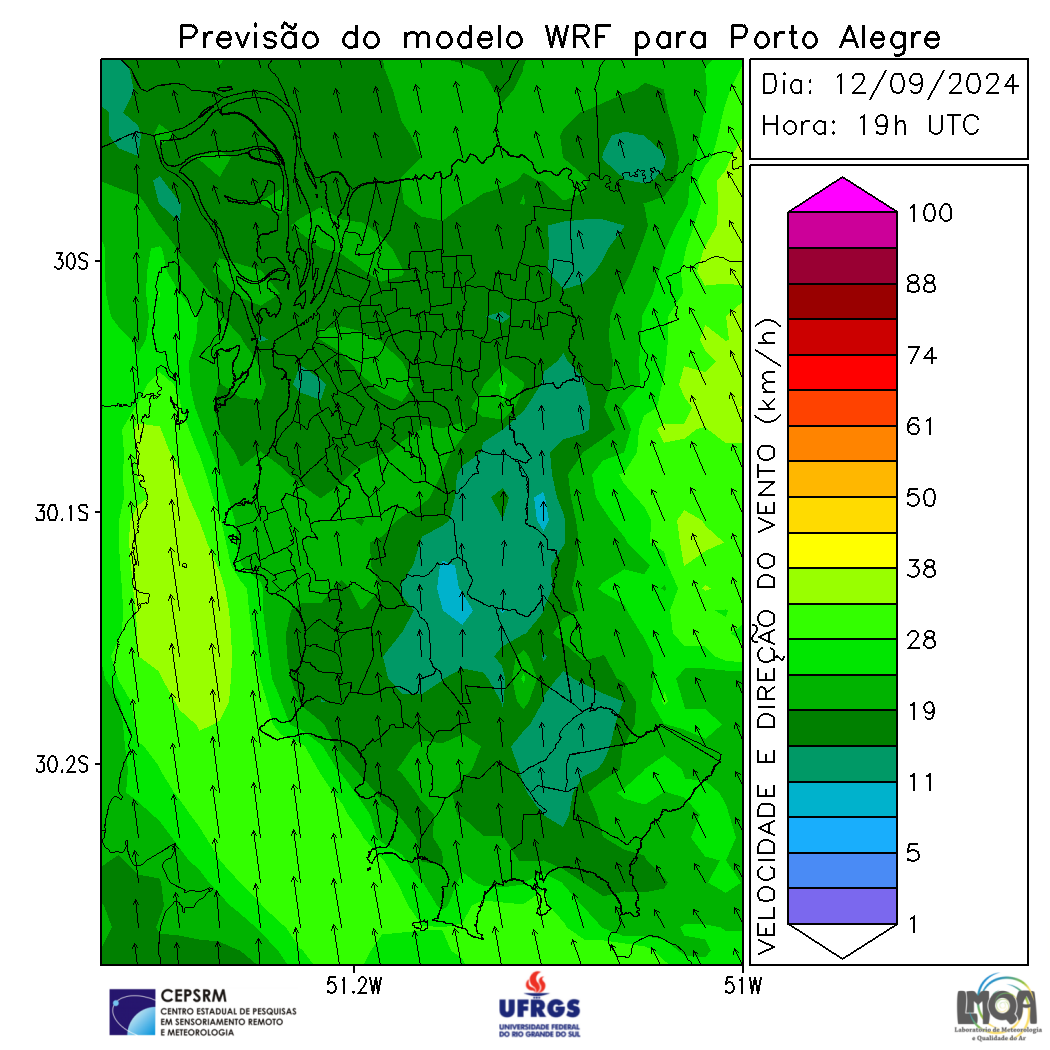 Previsão do modelo WRF para Porto Alegre
Dia: 12/09/2024
Hora: 19h UTC
30S
30.1S
30.2S
51.2W
51W
VELOCIDADE E DIREÇÃO DO VENTO (km/h)
100
88
74
61
50
38
28
19
11
5
1
CEPSRM
CENTRO ESTADUAL DE PESQUISAS
EM SENSORIAMENTO REMOTO
E METEOROLOGIA
UFRGS
UNIVERSIDADE FEDERAL
DO RIO GRANDE DO SUL
LMQA
Laboratório de Meteorologia
e Qualidade do Ar